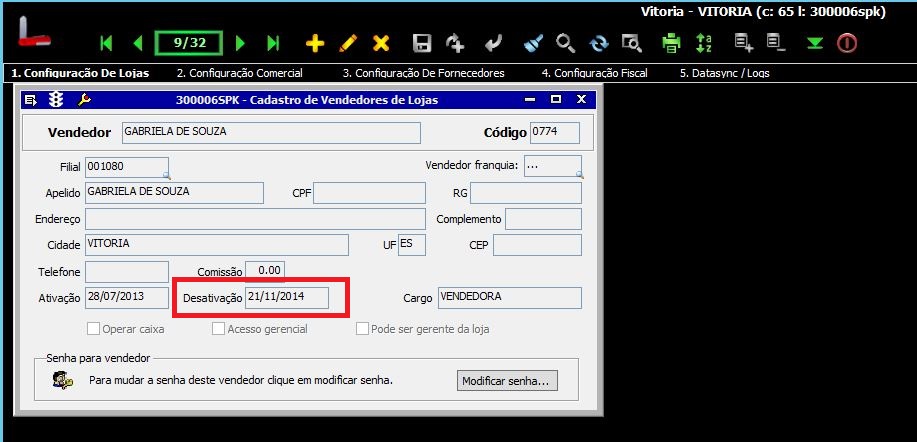 Vitoria - VITORIA (c: 65 l: 300006spk)
9/32
1. Configuração De Lojas 2. Configuração Comercial 3. Configuração De Fornecedores 4. Configuração Fiscal 5. Datasync / Logs
300006SPK - Cadastro de Vendedores de Lojas
Vendedor GABRIELA DE SOUZA Código 0774
Filial 001080 Vendedor franquia: ...
Apelido GABRIELA DE SOUZA CPF RG
Endereço Complemento
Cidade VITORIA UF ES CEP
Telefone Comissão 0.00
Ativação 28/07/2013 Desativação 21/11/2014 Cargo VENDEDORA
Operar caixa Acesso gerencial Pode ser gerente da loja
Senha para vendedor
Para mudar a senha deste vendedor clique em modificar senha. Modificar senha...